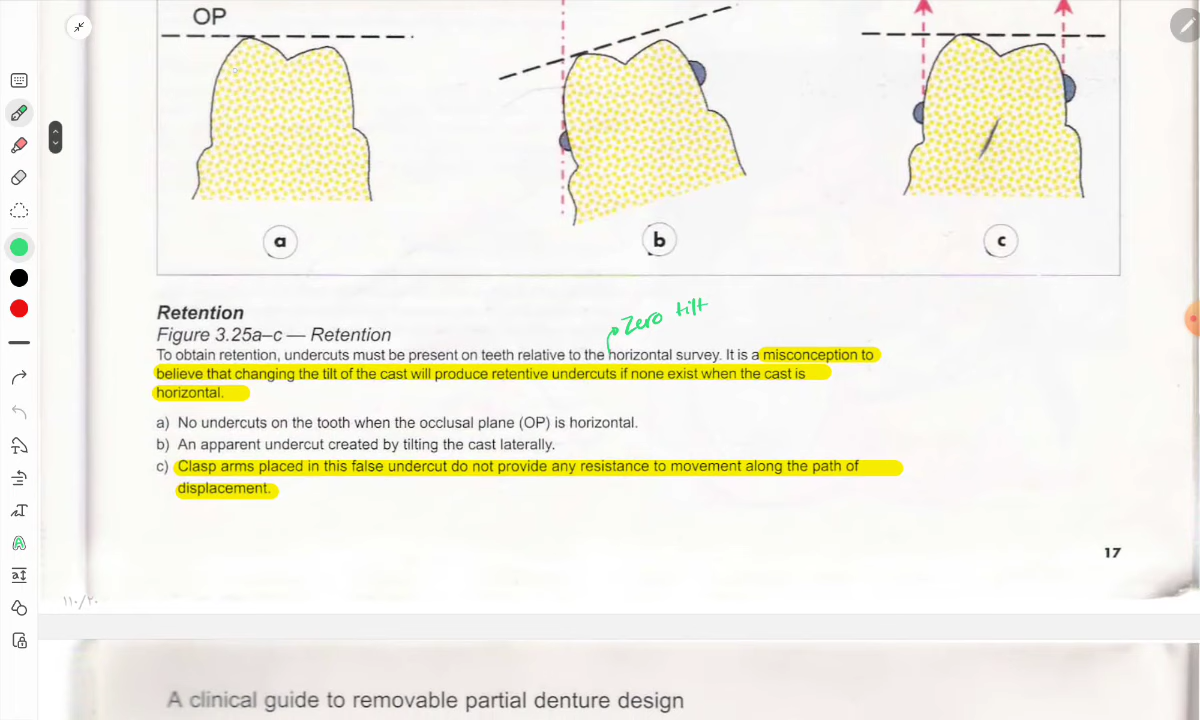 OP
a
b
c
Zero tilt
Retention
Figure 3.25a–c — Retention
To obtain retention, undercuts must be present on teeth relative to the horizontal survey. It is a misconception to
believe that changing the tilt of the cast will produce retentive undercuts if none exist when the cast is
horizontal.
a) No undercuts on the tooth when the occlusal plane (OP) is horizontal.
b) An apparent undercut created by tilting the cast laterally.
c) Clasp arms placed in this false undercut do not provide any resistance to movement along the path of
displacement.
17
١١٠/٢٠
A clinical guide to removable partial denture design